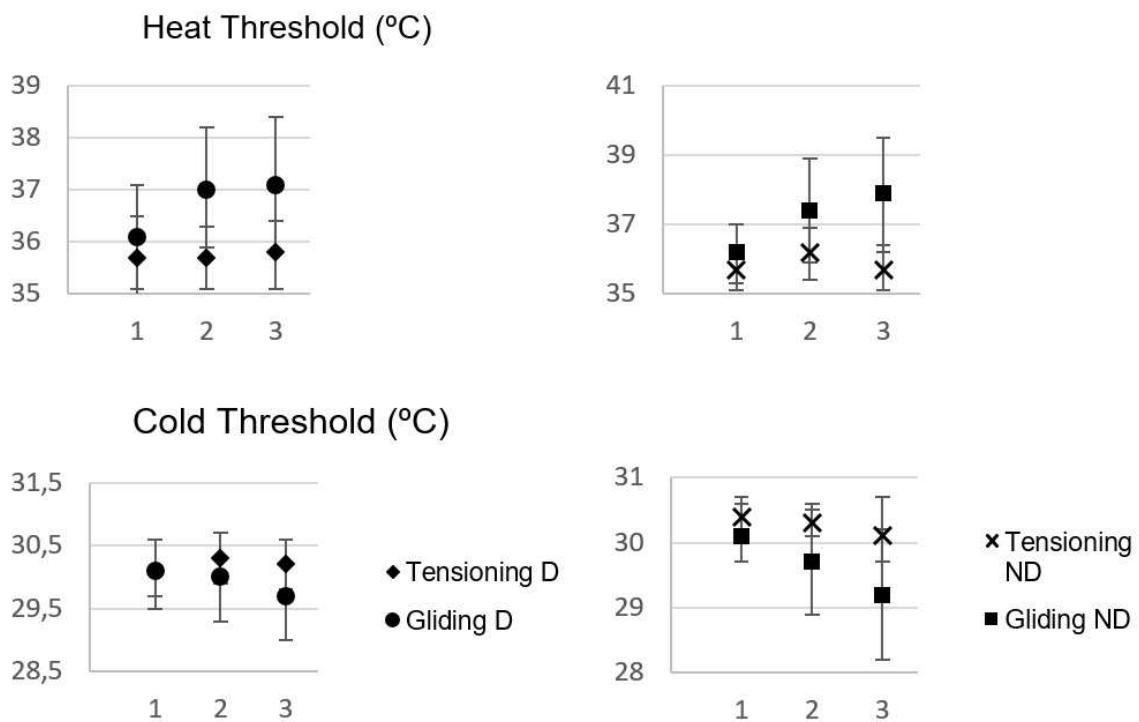 Heat Threshold (ºC)
39
38
37
36
35
1 2 3
41
39
37
35
1 2 3
Cold Threshold (ºC)
31,5
30,5
29,5
28,5
1 2 3
Tensioning D
Gliding D
31
30
29
28
1 2 3
Tensioning
ND
Gliding ND